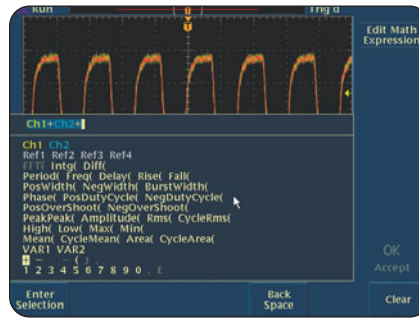 Run
Trig'd
Edit Math
Expression
Ch1+Ch2+
Ch1 Ch2
Ref1 Ref2 Ref3 Ref4
FFT( Intg( Diff(
Period( Freq( Delay( Rise( Fall(
PosWidth( NegWidth( BurstWidth(
Phase( PosDutyCycle( NegDutyCycle(
PosOverShoot( NegOverShoot(
PeakPeak( Amplitude( Rms( CycleRms(
High( Low( Max( Min(
Mean( CycleMean( Area( CycleArea(
VAR1 VAR2
+ - ( ) ,
1 2 3 4 5 6 7 8 9 0 . E
OK
Accept
Enter
Selection
Back
Space
Clear